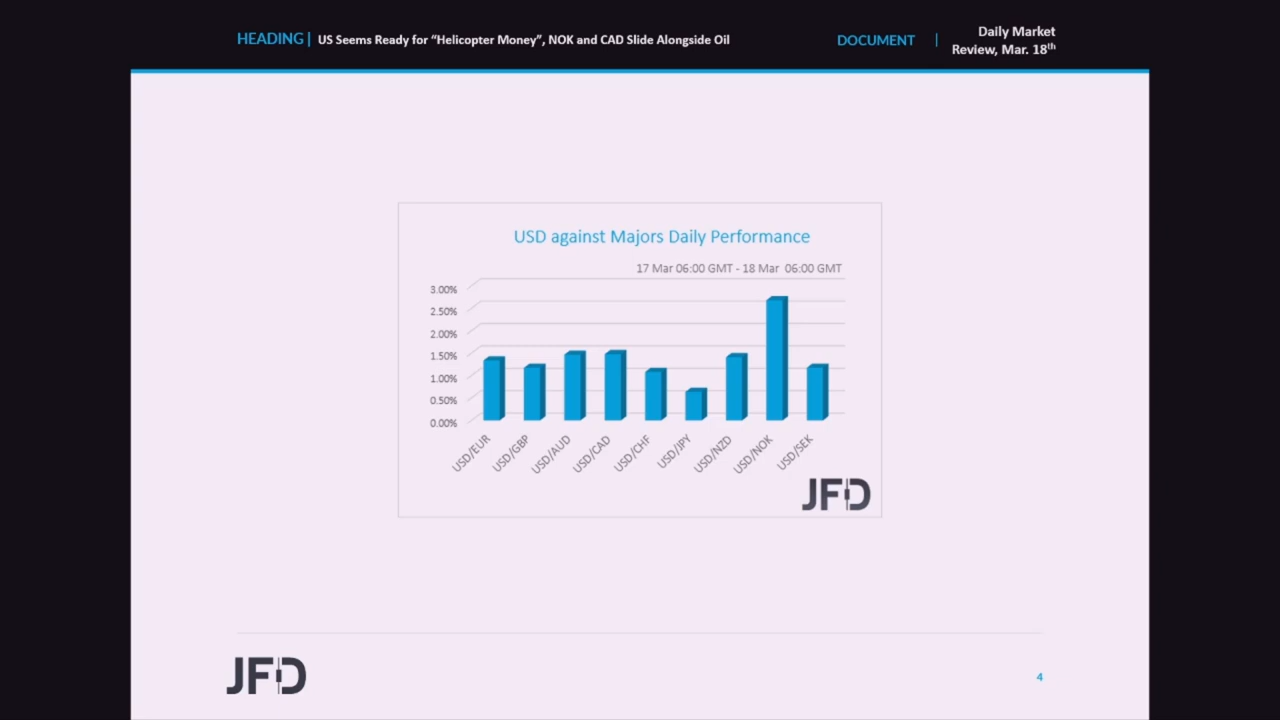 HEADING | US Seems Ready for “Helicopter Money”, NOK and CAD Slide Alongside Oil
DOCUMENT | Daily Market
Review, Mar. 18th
USD against Majors Daily Performance
17 Mar 06:00 GMT - 18 Mar 06:00 GMT
3.00%
2.50%
2.00%
1.50%
1.00%
0.50%
0.00%
USD/EUR
USD/GBP
USD/AUD
USD/CAD
USD/CHF
USD/JPY
USD/NZD
USD/NOK
USD/SEK
JFD
JFD
4